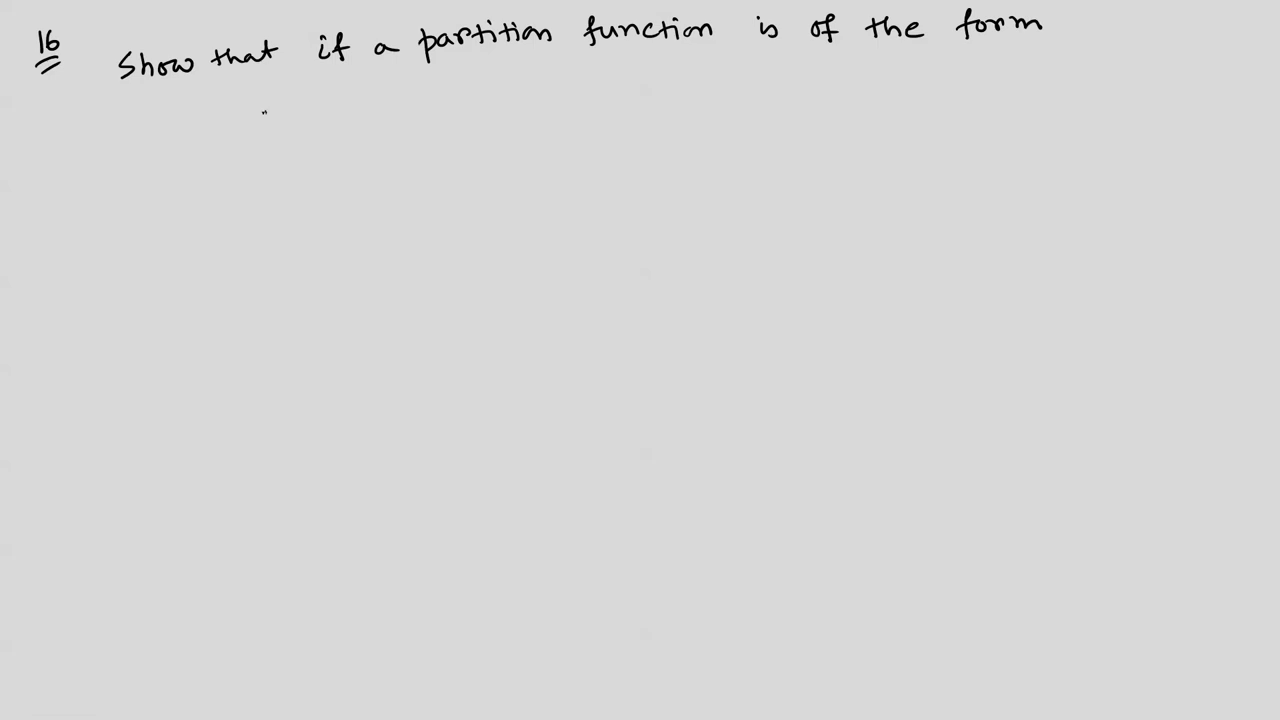 16 Show that if a partition function is of the form